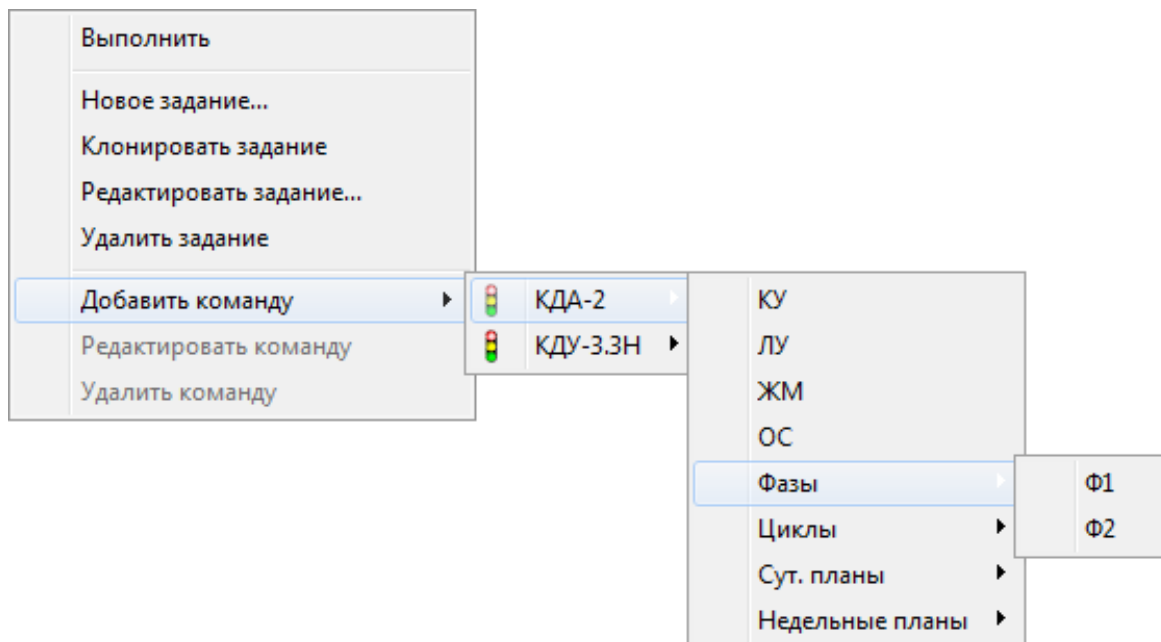 Выполнить
Новое задание...
Клонировать задание
Редактировать задание...
Удалить задание
Добавить команду
Редактировать команду
Удалить команду
КДА-2
КДУ-3.3Н
КУ
ЛУ
ЖМ
ОС
Фазы
Циклы
Сут. планы
Недельные планы
Ф1
Ф2